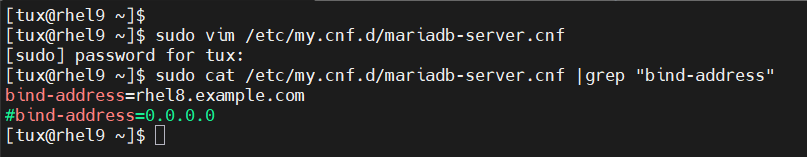 [tux@rhel9 ~]$
[tux@rhel9 ~]$ sudo vim /etc/my.cnf.d/mariadb-server.cnf
[sudo] password for tux:
[tux@rhel9 ~]$ sudo cat /etc/my.cnf.d/mariadb-server.cnf |grep "bind-address"
bind-address=rhel8.example.com
#bind-address=0.0.0.0
[tux@rhel9 ~]$